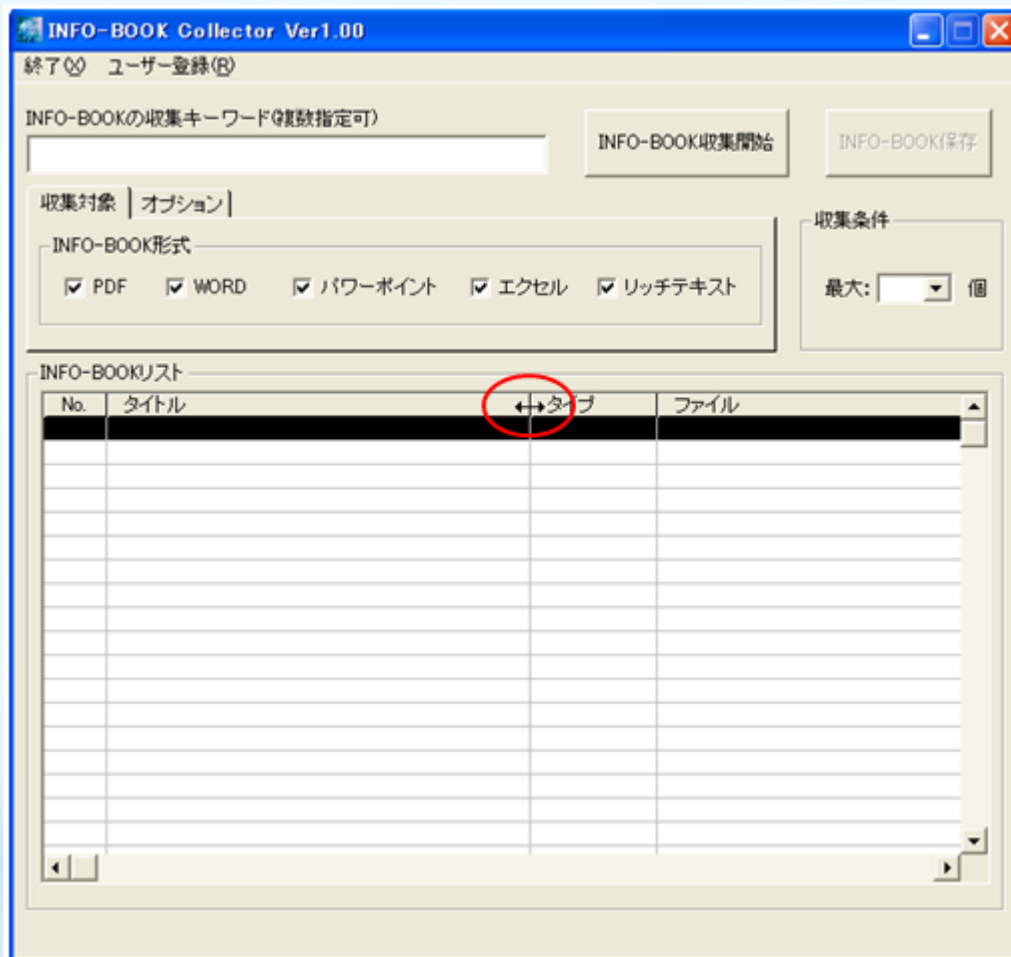 INFO-BOOK Collector Ver1.00
終了(X) ユーザー登録(R)
INFO-BOOKの収集キーワード(複数指定可)
INFO-BOOK収集開始
INFO-BOOK保存
収集対象 オプション
収集条件
INFO-BOOK形式
PDF WORD パワーポイント エクセル リッチテキスト
最大: 個
INFO-BOOKリスト
No. タイトル タイプ ファイル